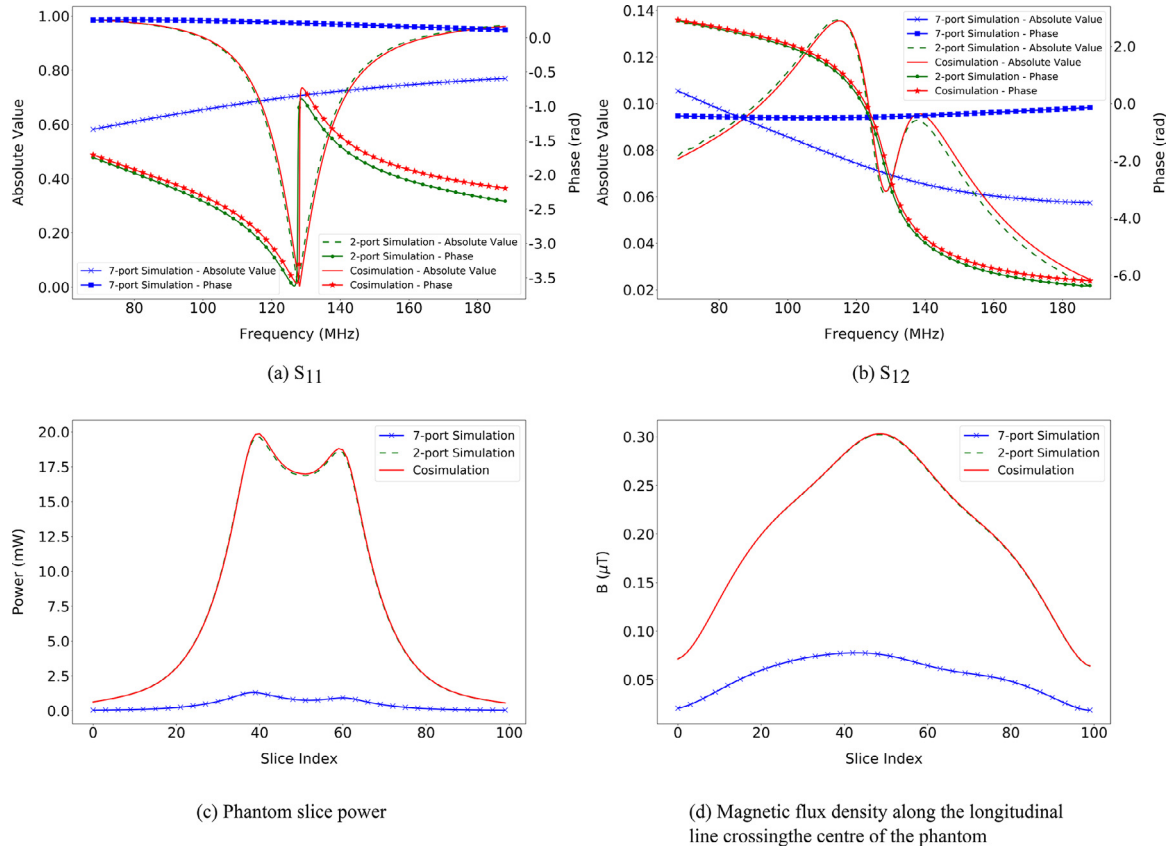 1.00
0.80
0.60
0.40
0.20
0.00
Absolute Value
0.0
-0.5
-1.0
-1.5
-2.0
-2.5
-3.0
-3.5
Phase (rad)
7-port Simulation - Absolute Value
7-port Simulation - Phase
2-port Simulation - Absolute Value
2-port Simulation - Phase
Cosimulation - Absolute Value
Cosimulation - Phase
80 100 120 140 160 180
Frequency (MHz)
(a) S11
0.14
0.12
0.10
0.08
0.06
0.04
0.02
Absolute Value
2.0
0.0
-2.0
-4.0
-6.0
Phase (rad)
7-port Simulation - Absolute Value
7-port Simulation - Phase
2-port Simulation - Absolute Value
Cosimulation - Absolute Value
2-port Simulation - Phase
Cosimulation - Phase
80 100 120 140 160 180
Frequency (MHz)
(b) S12
20.0
17.5
15.0
12.5
10.0
7.5
5.0
2.5
0.0
Power (mW)
7-port Simulation
2-port Simulation
Cosimulation
0 20 40 60 80 100
Slice Index
(c) Phantom slice power
0.30
0.25
0.20
0.15
0.10
0.05
B (µT)
7-port Simulation
2-port Simulation
Cosimulation
0 20 40 60 80 100
Slice Index
(d) Magnetic flux density along the longitudinal
line crossingthe centre of the phantom